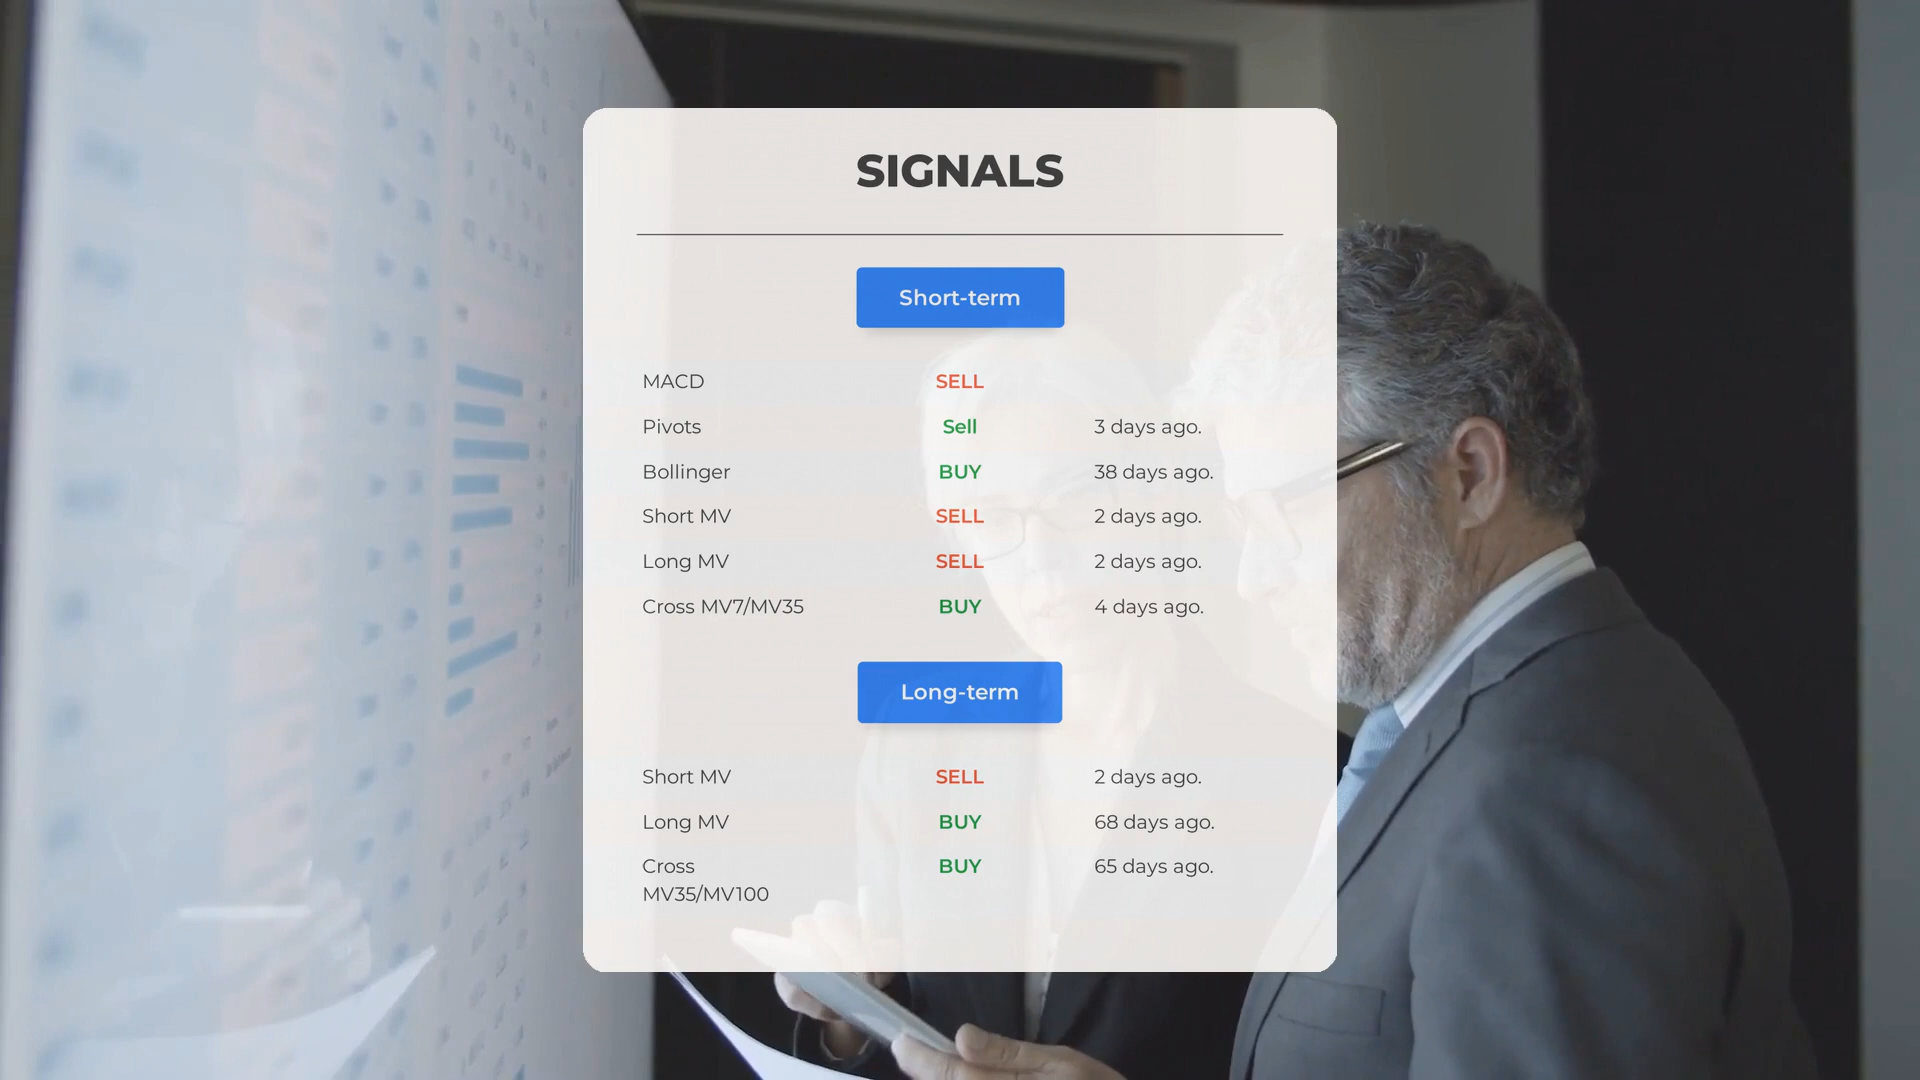 SIGNALS
Short-term
MACD SELL
Pivots Sell 3 days ago.
Bollinger BUY 38 days ago.
Short MV SELL 2 days ago.
Long MV SELL 2 days ago.
Cross MV7/MV35 BUY 4 days ago.
Long-term
Short MV SELL 2 days ago.
Long MV BUY 68 days ago.
Cross BUY 65 days ago.
MV35/MV100